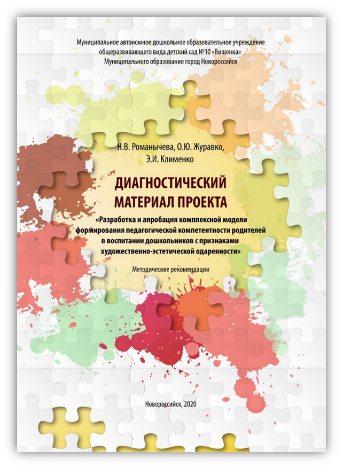 Муниципальное автономное дошкольное образовательное учреждение
общеразвивающего вида детский сад №10 «Вишенка»
Муниципального образования город Новороссийск
Н.В. Романычева, О.Ю. Журавко,
Э.И. Клименко
ДИАГНОСТИЧЕСКИЙ
МАТЕРИАЛ ПРОЕКТА
«Разработка и апробация комплексной модели
формирования педагогической компетентности родителей
в воспитании дошкольников с признаками
художественно-эстетической одаренности»
Методические рекомендации
Новороссийск, 2020